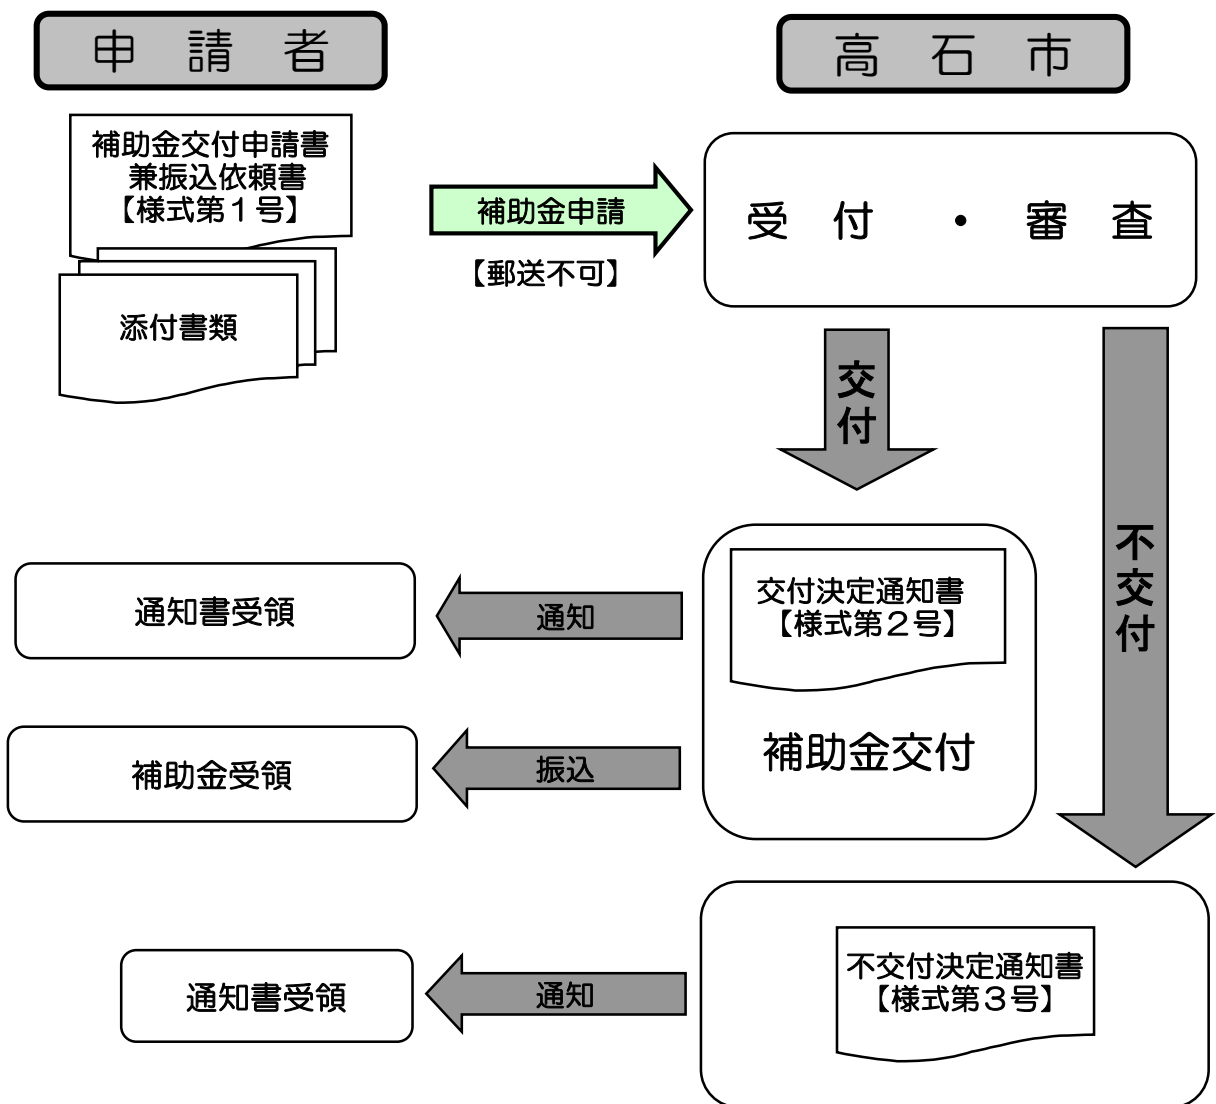 申請者
高石市
補助金交付申請書
兼振込依頼書
【様式第１号】
添付書類
補助金申請
【郵送不可】
受付・審査
交付
不交付
交付決定通知書
【様式第２号】
補助金交付
通知
通知書受領
振込
補助金受領
不交付決定通知書
【様式第３号】
通知
通知書受領